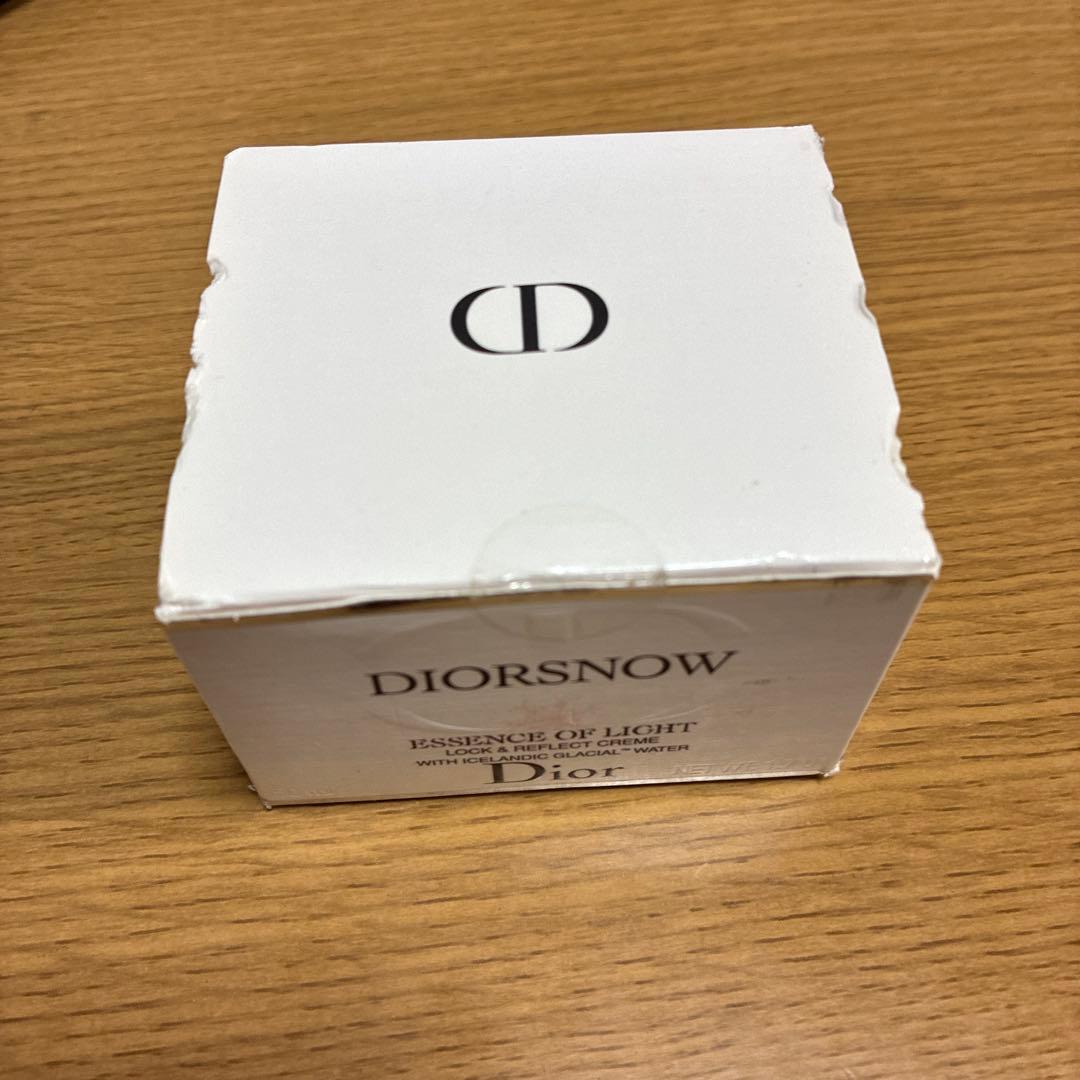 CD
DIORSNOW
ESSENCE OF LIGHT
LOCK & REFLECT CREME
WITH ICELANDIC GLACIAL™ WATER
Dior